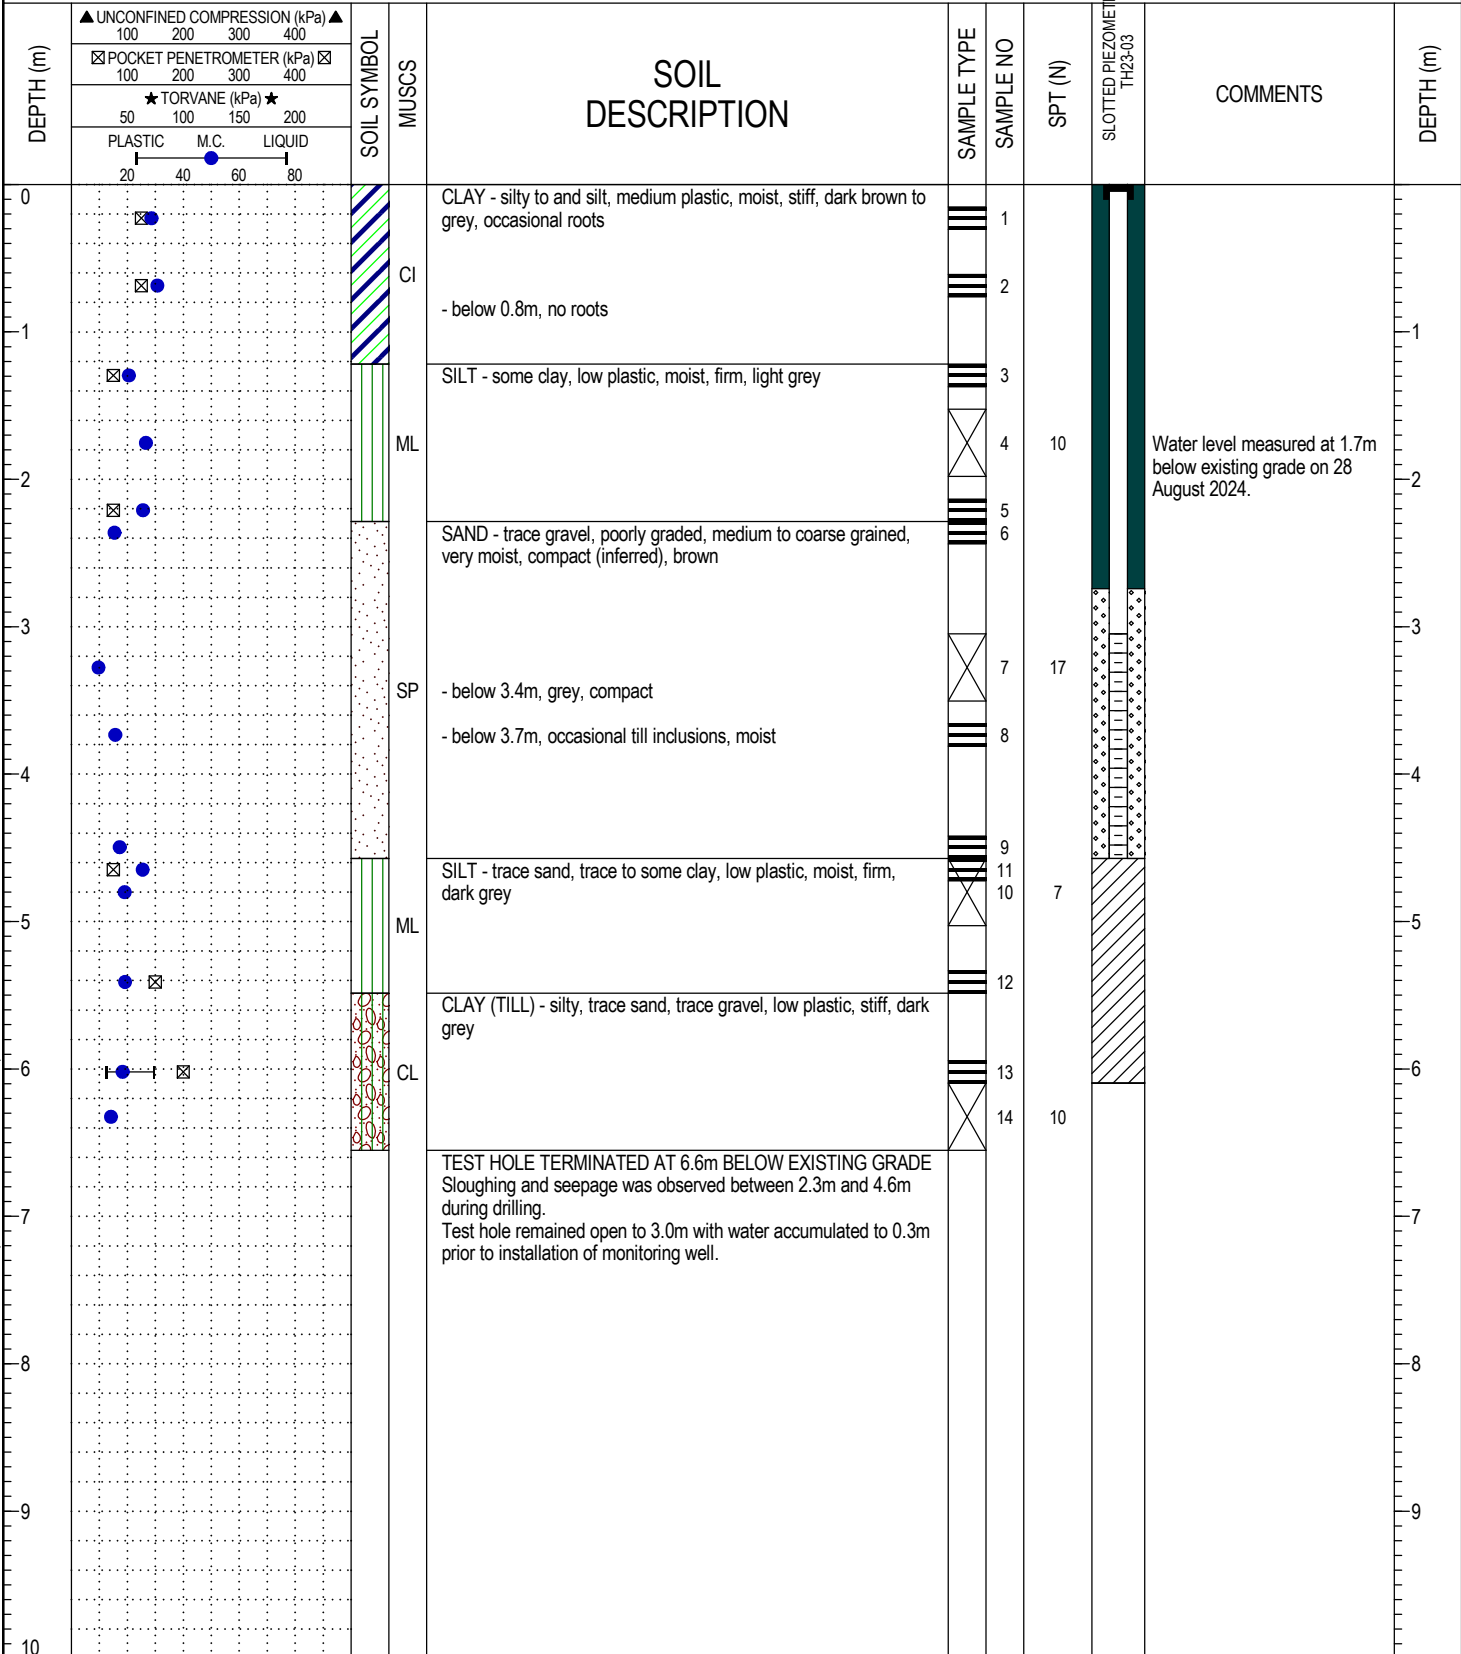 ▲ UNCONFINED COMPRESSION (kPa) ▲
100 200 300 400
☒ POCKET PENETROMETER (kPa) ☒
100 200 300 400
★ TORVANE (kPa) ★
50 100 150 200
PLASTIC M.C. LIQUID
20 40 60 80
DEPTH (m)
SOIL SYMBOL
MUSCS
SOIL
DESCRIPTION
SAMPLE TYPE
SAMPLE NO
SPT (N)
SLOTTED
TH23-03
COMMENTS
DEPTH (m)
0
CLAY - silty to and silt, medium plastic, moist, stiff, dark brown to
grey, occasional roots
1
CI
2
- below 0.8m, no roots
1 1
SILT - some clay, low plastic, moist, firm, light grey
3
ML
4 10
Water level measured at 1.7m
below existing grade on 28
August 2024.
2 2
5
SAND - trace gravel, poorly graded, medium to coarse grained,
very moist, compact (inferred), brown
6
3 3
7 17
SP
- below 3.4m, grey, compact
- below 3.7m, occasional till inclusions, moist
8
4 4
9
SILT - trace sand, trace to some clay, low plastic, moist, firm,
dark grey
11
10 7
5 5
ML
12
CLAY (TILL) - silty, trace sand, trace gravel, low plastic, stiff, dark
grey
6 6
CL
13
14 10
TEST HOLE TERMINATED AT 6.6m BELOW EXISTING GRADE
Sloughing and seepage was observed between 2.3m and 4.6m
during drilling.
Test hole remained open to 3.0m with water accumulated to 0.3m
prior to installation of monitoring well.
7 7
8 8
9 9
10